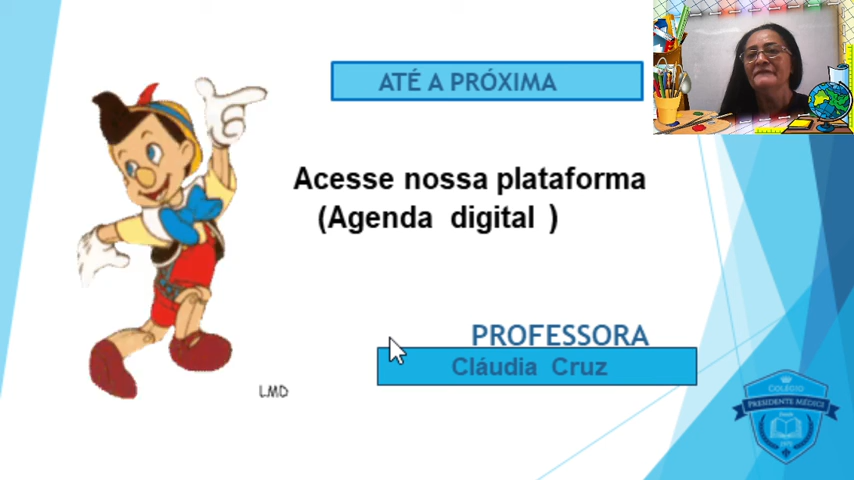 ATÉ A PRÓXIMA
Acesse nossa plataforma
(Agenda digital )
PROFESSORA
Cláudia Cruz
LMD
COLÉGIO
PRESIDENTE MÉDICI